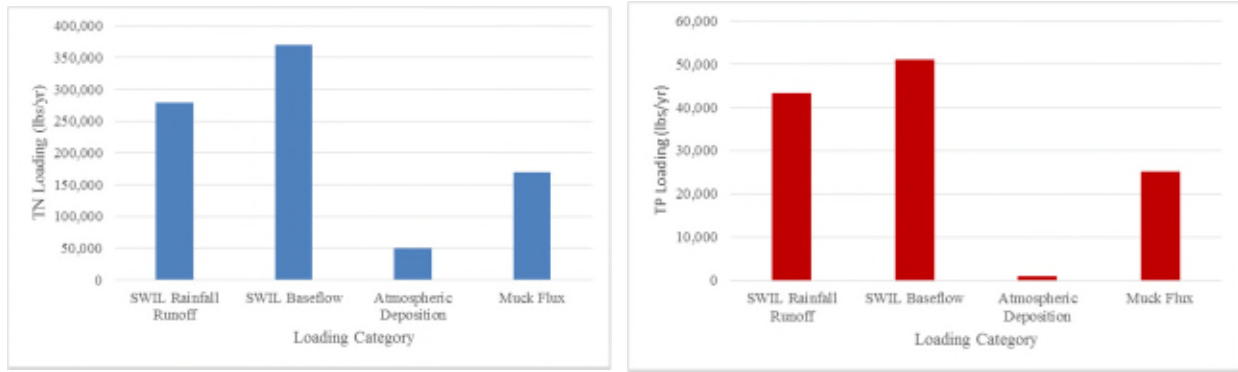 400,000
350,000
300,000
250,000
200,000
150,000
100,000
50,000
0
TN Loading (lbs/yr)
SWIL Rainfall
Runoff
SWIL Baseflow
Atmospheric
Deposition
Muck Flux
Loading Category
60,000
50,000
40,000
30,000
20,000
10,000
0
TP Loading (lbs/yr)
SWIL Rainfall
Runoff
SWIL Baseflow
Atmospheric
Deposition
Muck Flux
Loading Category